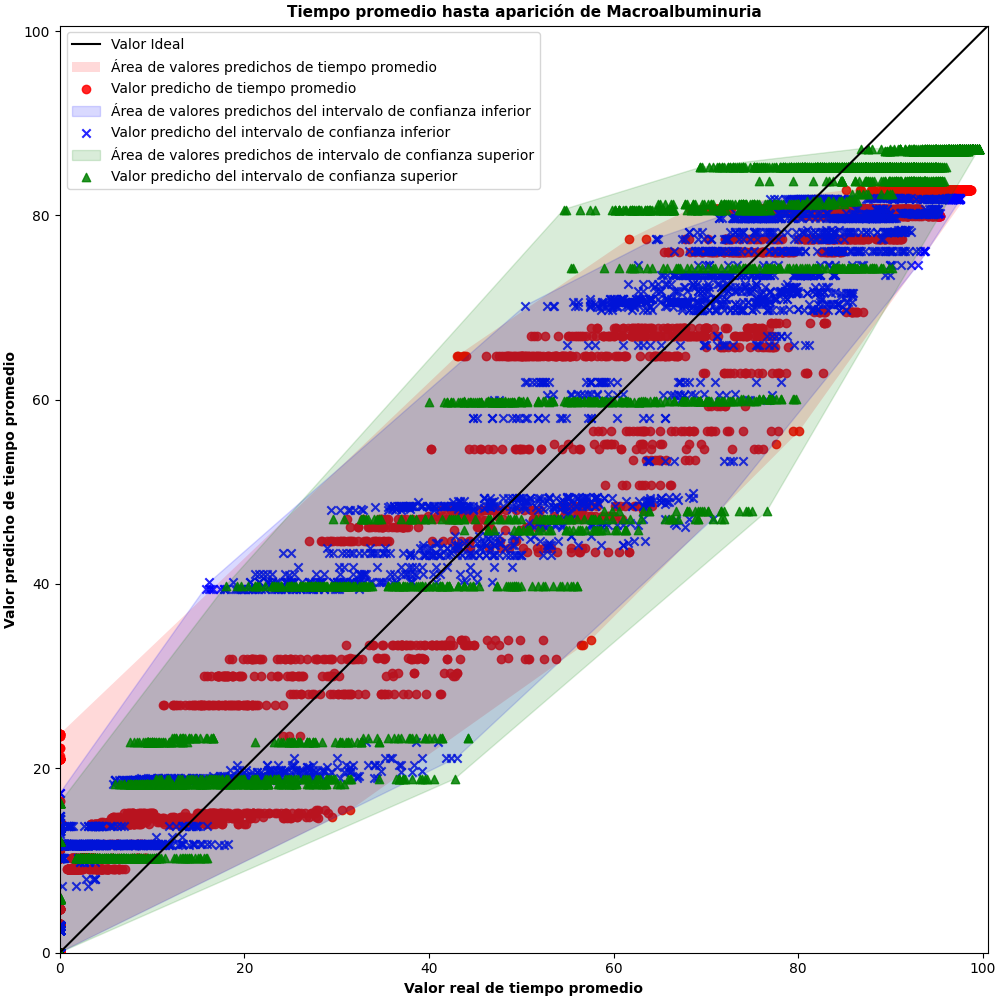 Tiempo promedio hasta aparición de Macroalbuminuria
Valor Ideal
Área de valores predichos de tiempo promedio
Valor predicho de tiempo promedio
Área de valores predichos del intervalo de confianza inferior
Valor predicho del intervalo de confianza inferior
Área de valores predichos de intervalo de confianza superior
Valor predicho del intervalo de confianza superior
Valor predicho de tiempo promedio
100
80
60
40
20
0
0 20 40 60 80 100
Valor real de tiempo promedio